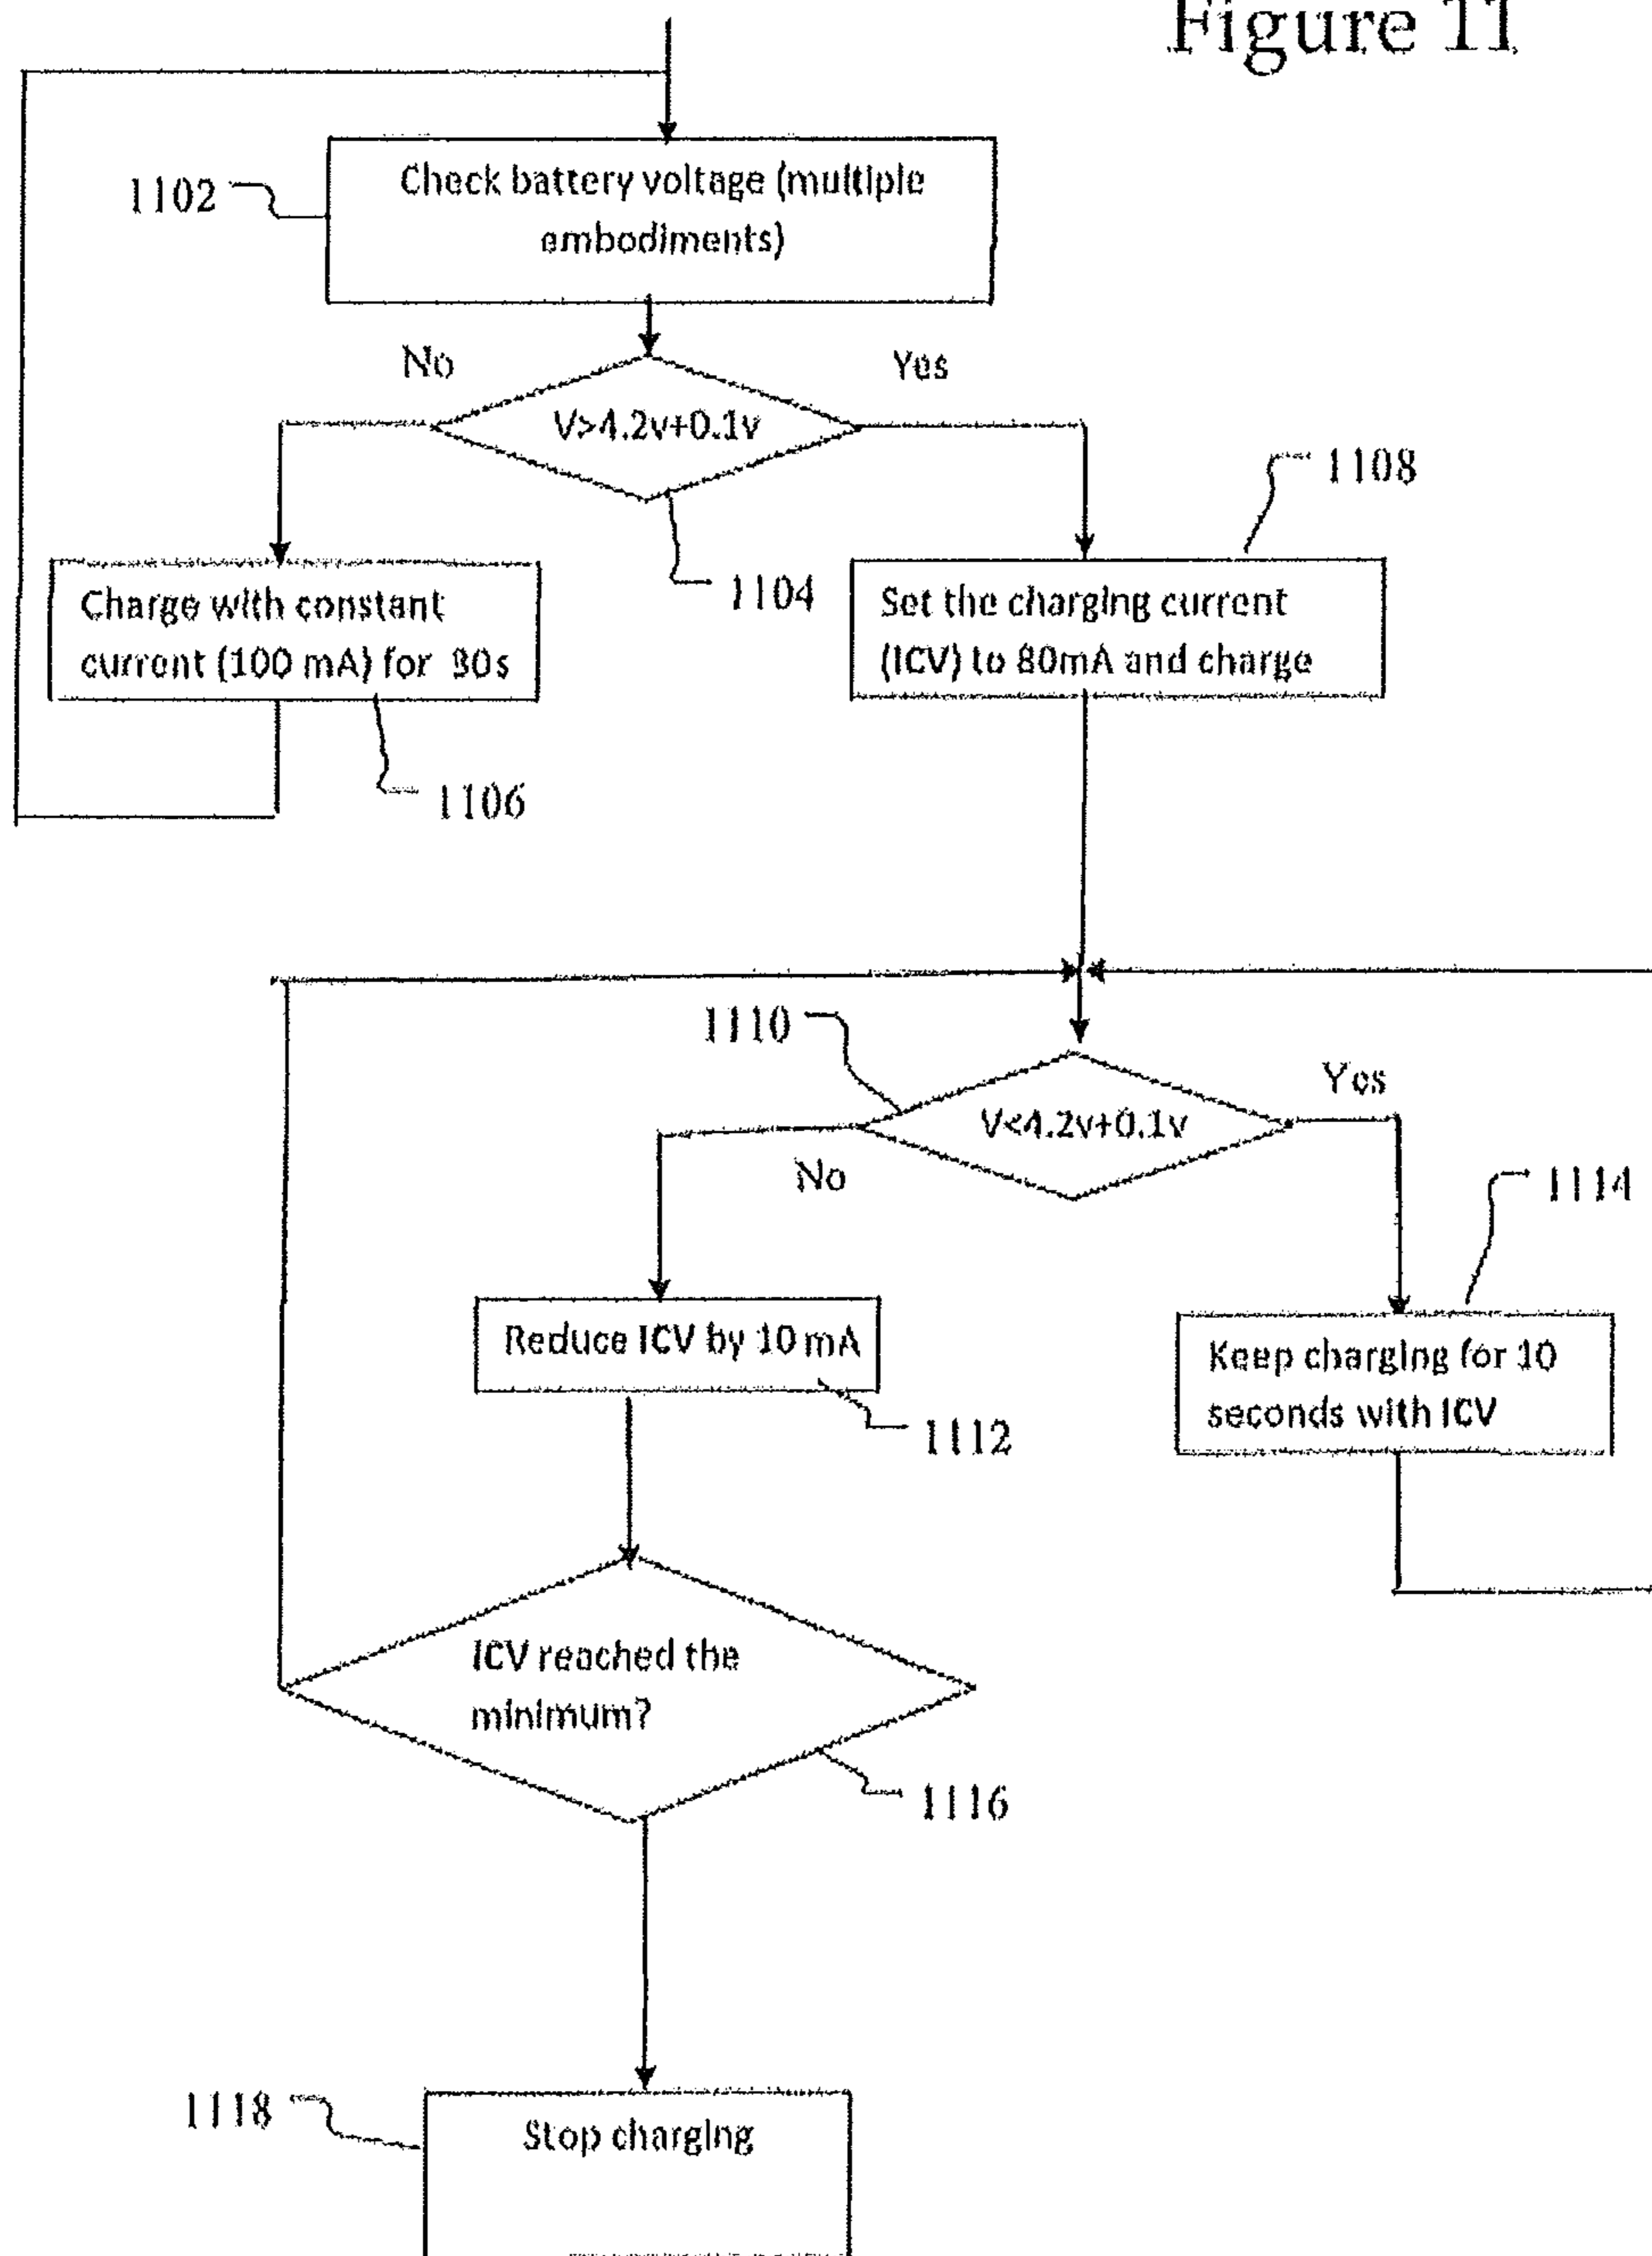 Figure 11
1102
Check battery voltage (multiple
embodiments)
No
Yes
V>4.2v+0.1v
1104
1108
Charge with constant
current (100 mA) for 30s
1106
Set the charging current
(ICV) to 80mA and charge
1110
V<4.2v+0.1v
Yes
No
1114
Reduce ICV by 10 mA
1112
Keep charging for 10
seconds with ICV
ICV reached the
minimum?
1116
1118
Stop charging